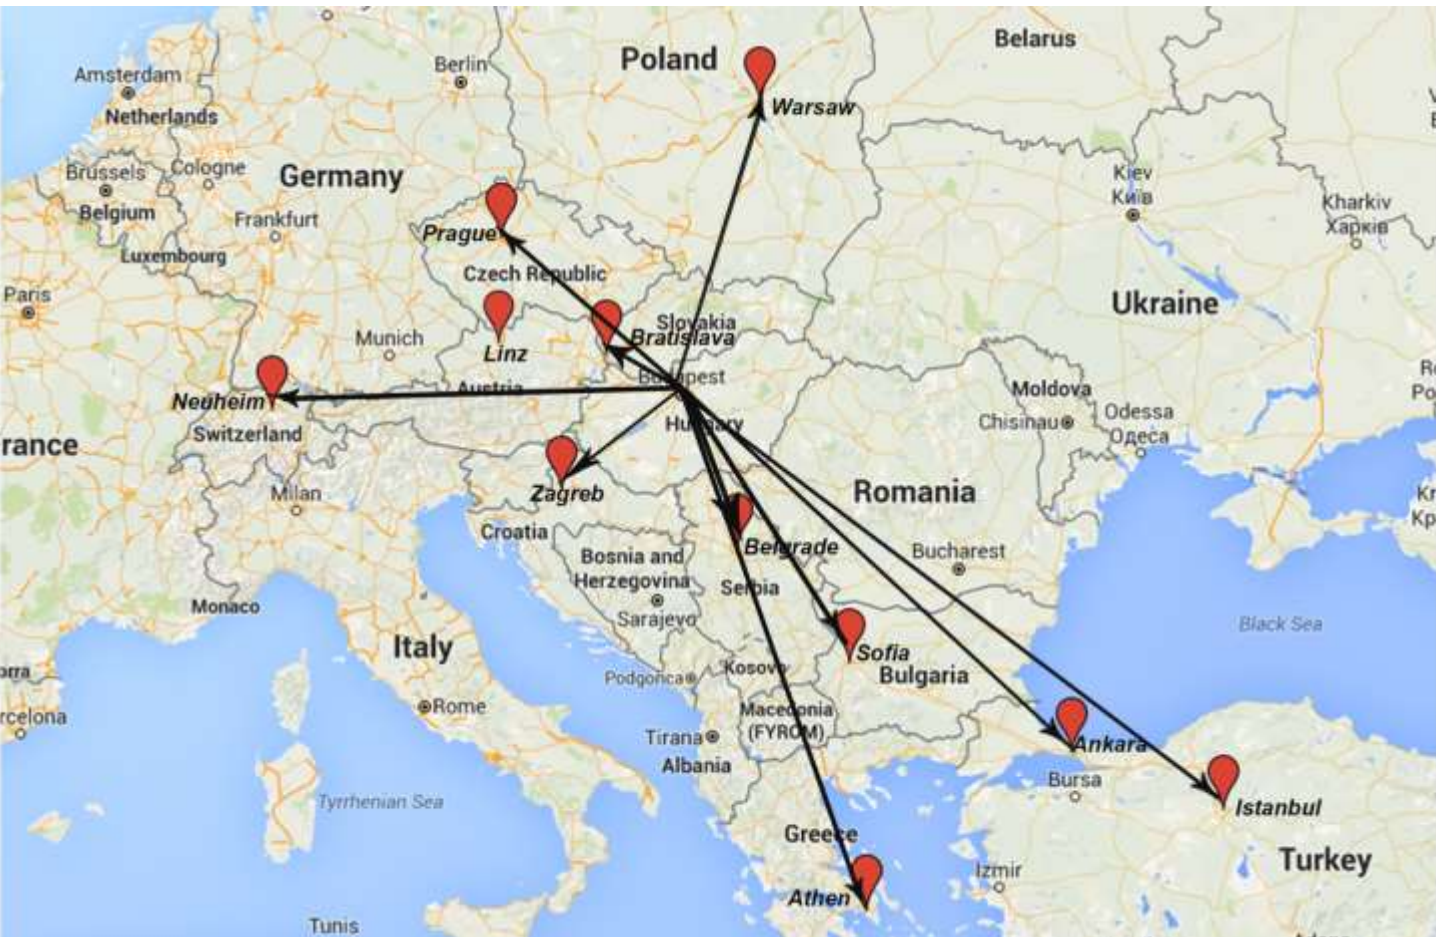 Belarus
Poland
Berlin
Amsterdam
Warsaw
Netherlands
Brussels
Cologne
Kiev
Київ
Germany
Kharkiv
Харків
Belgium
Frankfurt
Prague
Luxembourg
Czech Republic
Paris
Ukraine
Slovakia
Munich
Bratislava
Linz
Budapest
Austria
Moldova
Neuheim
Odessa
Одеса
Chisinau
Hungary
Switzerland
rance
Milan
Zagreb
Romania
Croatia
Belgrade
Bucharest
Bosnia and
Herzegovina
Serbia
Monaco
Sarajevo
Black Sea
Italy
Sofia
Kosovo
Bulgaria
orra
Podgorica
Rome
Macedonia
(FYROM)
rcelona
Tirana
Ankara
Albania
Bursa
Tyrrhenian Sea
Istanbul
Greece
Turkey
Izmir
Athen
Tunis